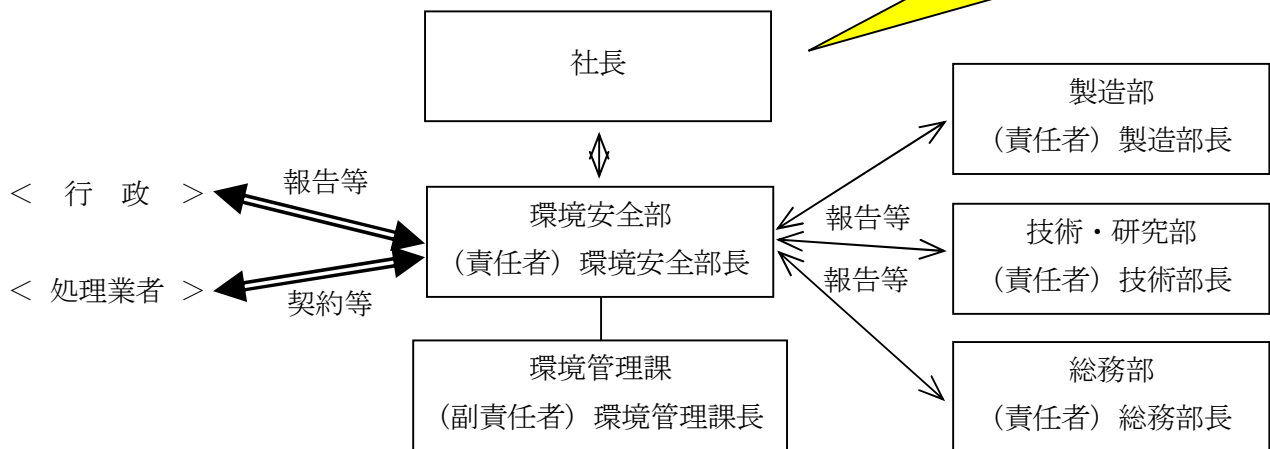 社長
製造部
（責任者）製造部長
＜　行　政　＞
報告等
環境安全部
（責任者）環境安全部長
報告等
技術・研究部
（責任者）技術部長
＜ 処理業者 ＞
契約等
報告等
環境管理課
（副責任者）環境管理課長
総務部
（責任者）総務部長